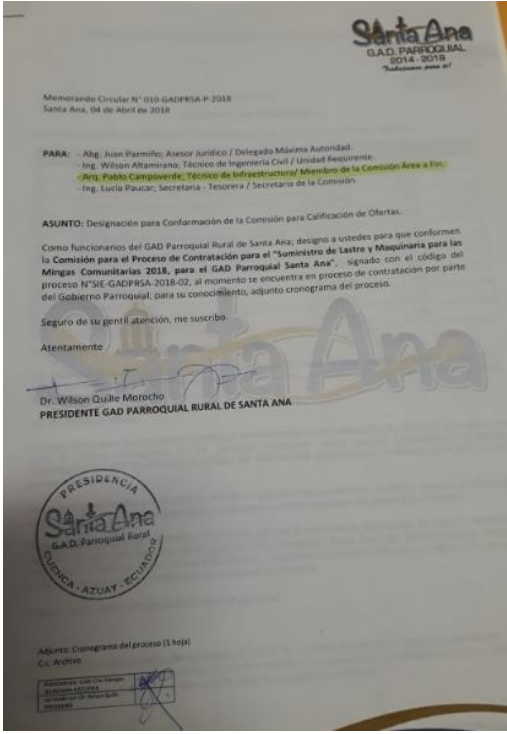 Santa Ana
G.A.D. PARROQUIAL
2014 - 2019
Trabajamos para ti!
Memorando Circular N° 010-GADPRSA-P-2018
Santa Ana, 04 de Abril de 2018
PARA: - Abg. Juan Parmiño; Asesor Jurídico / Delegado Máxima Autoridad.
- Ing. Wilson Altamirano; Técnico de Ingeniería Civil / Unidad Requirente.
- Arq. Pablo Campoverde; Técnico de Infraestructura/ Miembro de la Comisión Área a Fin.
- Ing. Lucía Paucar; Secretaria - Tesorera / Secretaria de la Comisión.
ASUNTO: Designación para Conformación de la Comisión para Calificación de Ofertas.
Como funcionarios del GAD Parroquial Rural de Santa Ana; designo a ustedes para que conformen
la Comisión para el Proceso de Contratación para el "Suministro de Lastre y Maquinaria para las
Mingas Comunitarias 2018, para el GAD Parroquial Santa Ana", signado con el código del
proceso N°SIE-GADPRSA-2018-02, al momento se encuentra en proceso de contratación por parte
del Gobierno Parroquial; para su conocimiento, adjunto cronograma del proceso.
Seguro de su gentil atención, me suscribo.
Atentamente
Santa Ana
Dr. Wilson Quille Morocho
PRESIDENTE GAD PARROQUIAL RURAL DE SANTA ANA
PRESIDENCIA
Santa Ana
G.A.D. Parroquial Rural
CUENCA - AZUAY - ECUADOR
Adjunto: Cronograma del proceso (1 hoja)
C.c. Archivo